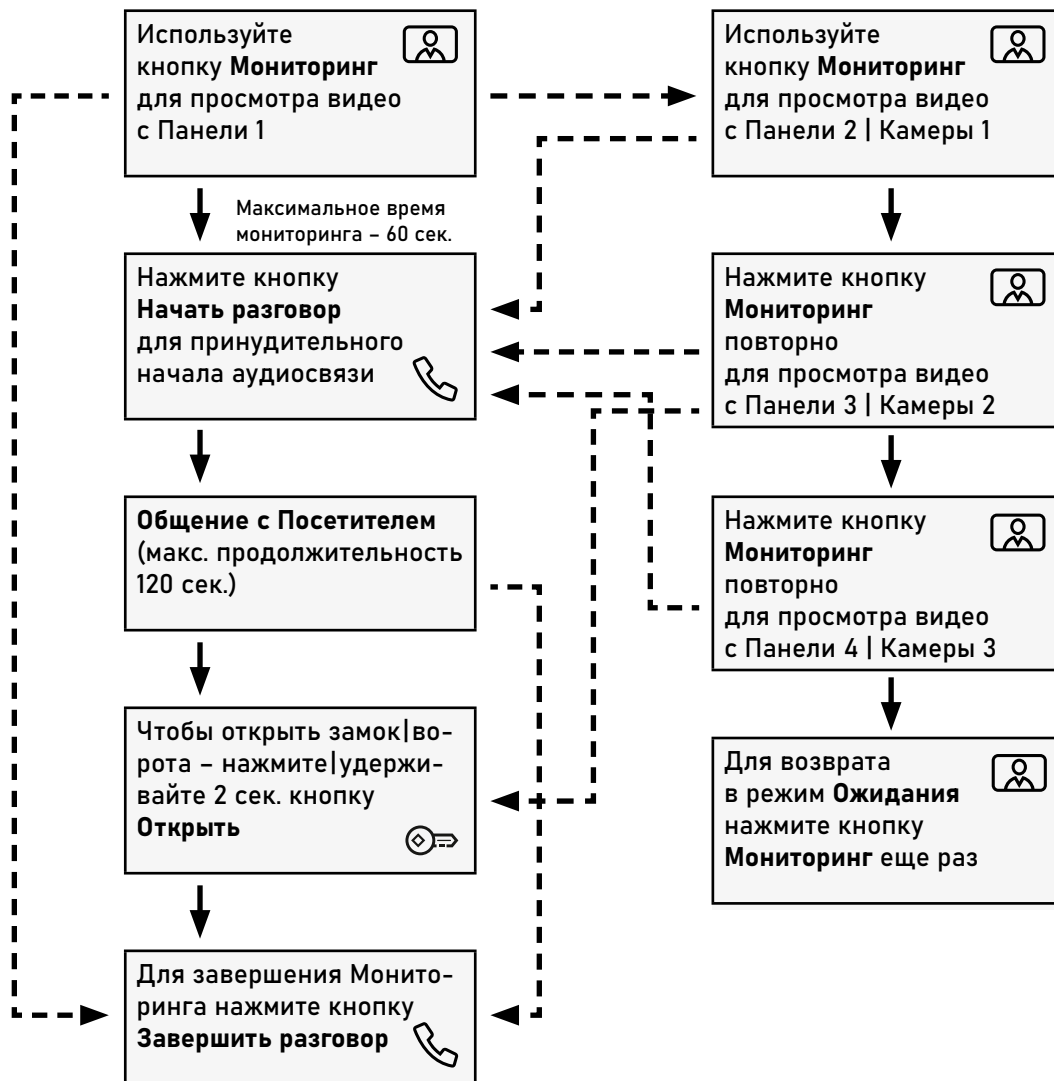 Используйте
кнопку Мониторинг
для просмотра видео
с Панели 1
Максимальное время
мониторинга – 60 сек.
Нажмите кнопку
Начать разговор
для принудительного
начала аудиосвязи
Общение с Посетителем
(макс. продолжительность
120 сек.)
Чтобы открыть замок|во-
рота – нажмите|удержи-
вайте 2 сек. кнопку
Открыть
Для завершения Монито-
ринга нажмите кнопку
Завершить разговор
Используйте
кнопку Мониторинг
для просмотра видео
с Панели 2 | Камеры 1
Нажмите кнопку
Мониторинг
повторно
для просмотра видео
с Панели 3 | Камеры 2
Нажмите кнопку
Мониторинг
повторно
для просмотра видео
с Панели 4 | Камеры 3
Для возврата
в режим Ожидания
нажмите кнопку
Мониторинг еще раз